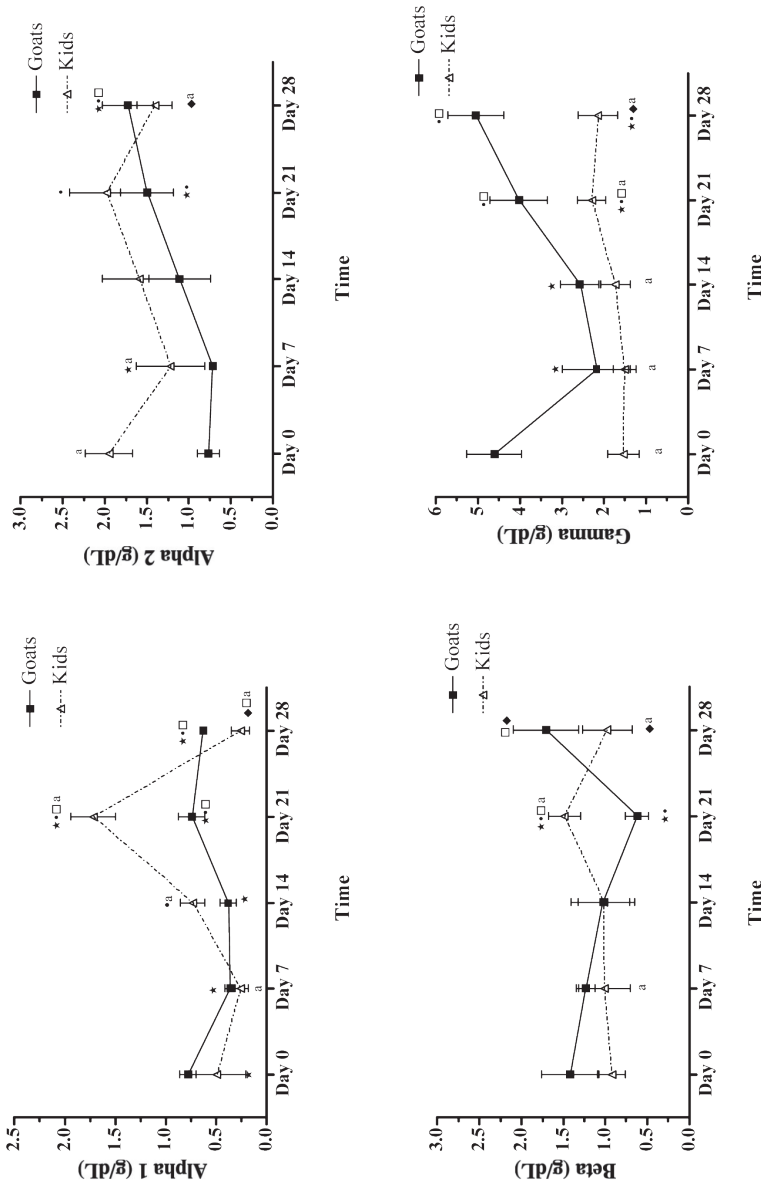 Goats
Kids
2.5
2.0
1.5
1.0
0.5
0.0
Alpha 1 (g/dL)
a
a
a
a
Day 0 Day 7 Day 14 Day 21 Day 28
Time
Goats
Kids
3.0
2.5
2.0
1.5
1.0
0.5
0.0
Alpha 2 (g/dL)
a
a
a
Day 0 Day 7 Day 14 Day 21 Day 28
Time
Goats
Kids
3.0
2.5
2.0
1.5
1.0
0.5
0.0
Beta (g/dL)
a
a
a
Day 0 Day 7 Day 14 Day 21 Day 28
Time
Goats
Kids
6
5
4
3
2
1
0
Gamma (g/dL)
a
a
a a a
Day 0 Day 7 Day 14 Day 21 Day 28
Time